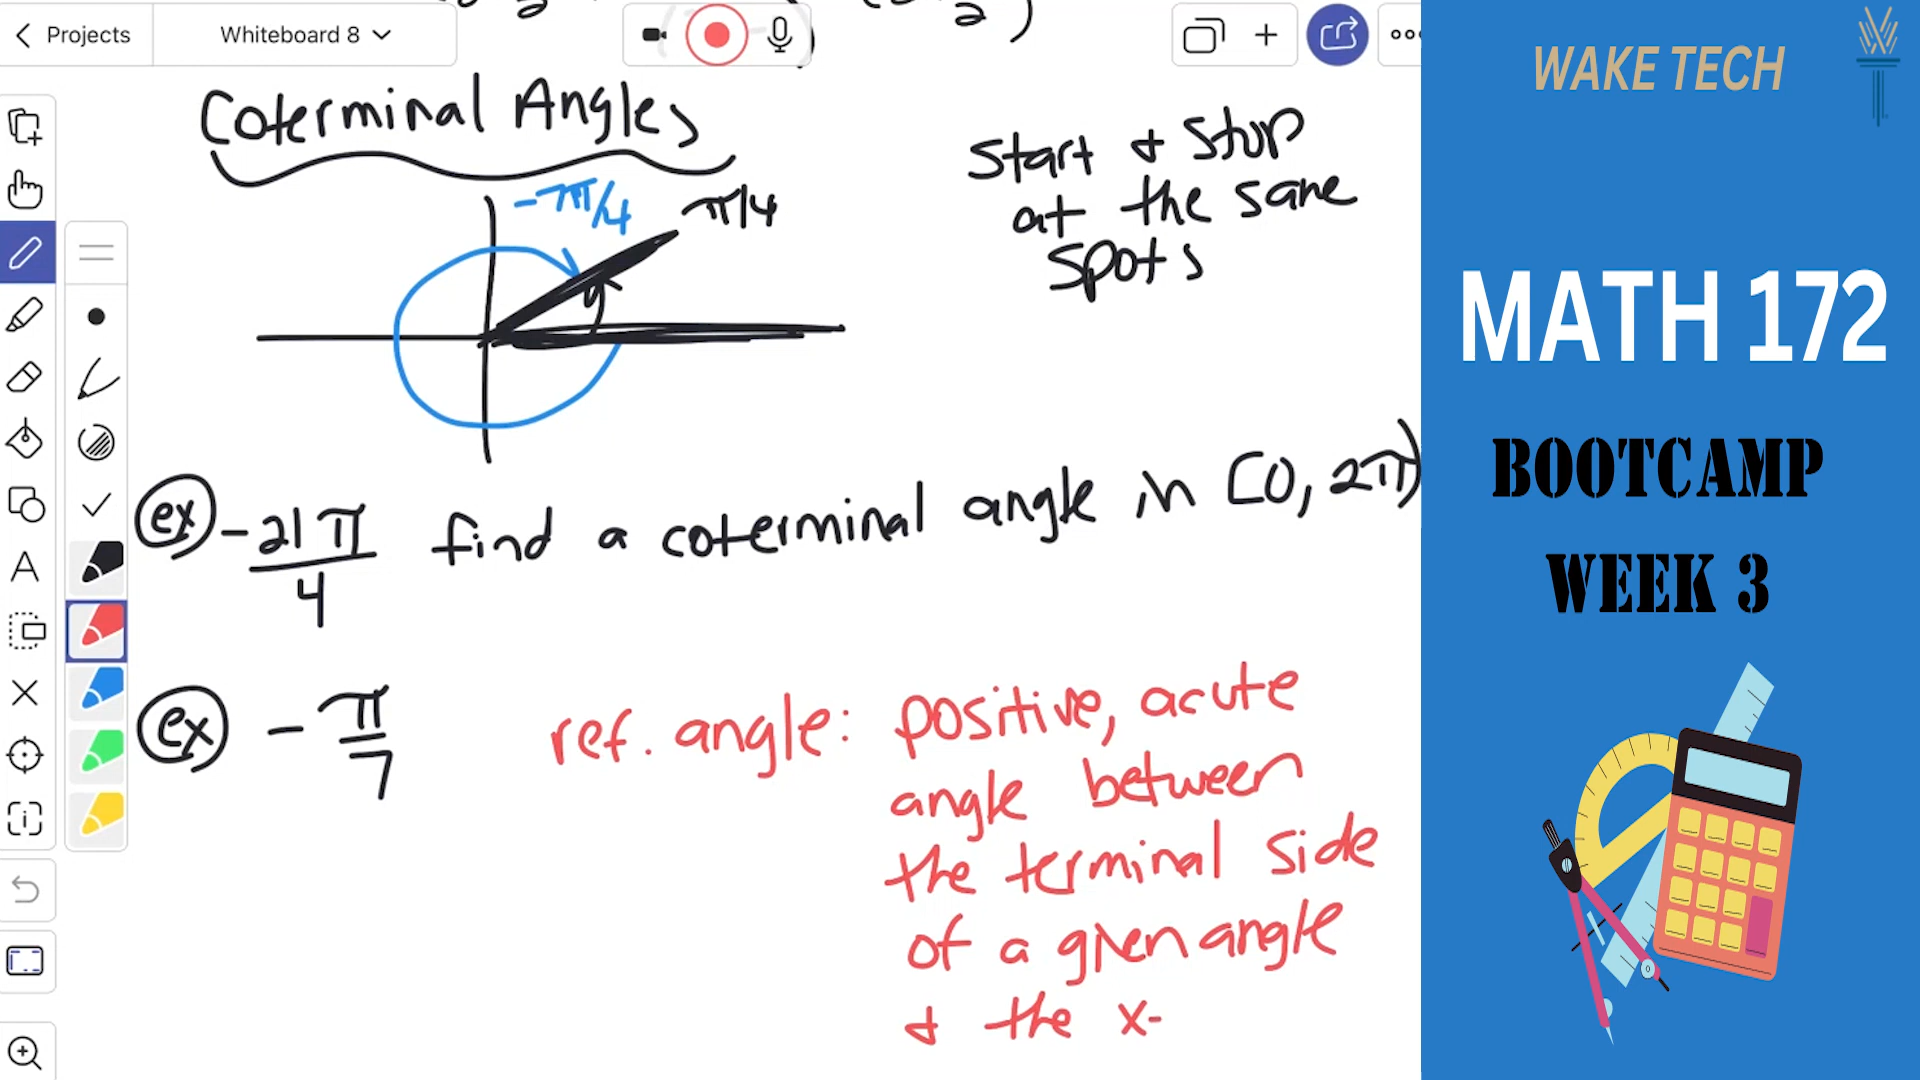 Projects
Whiteboard 8
Coterminal Angles
-7π/4
π/4
Start & Stop
at the same
spots
ex -21π/4 find a coterminal angle in [0, 2π)
ex -π/7
ref. angle: positive, acute
angle between
the terminal side
of a given angle
& the x-
WAKE TECH
MATH 172
BOOTCAMP
WEEK 3